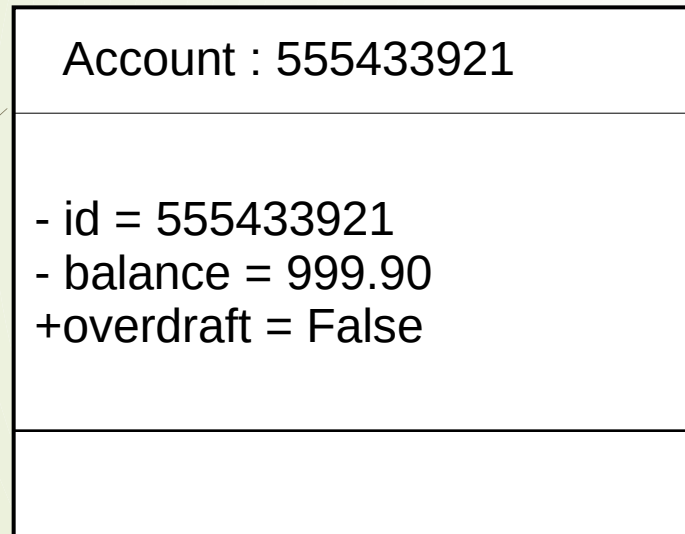 Account : 555433921
- id = 555433921
- balance = 999.90
+overdraft = False